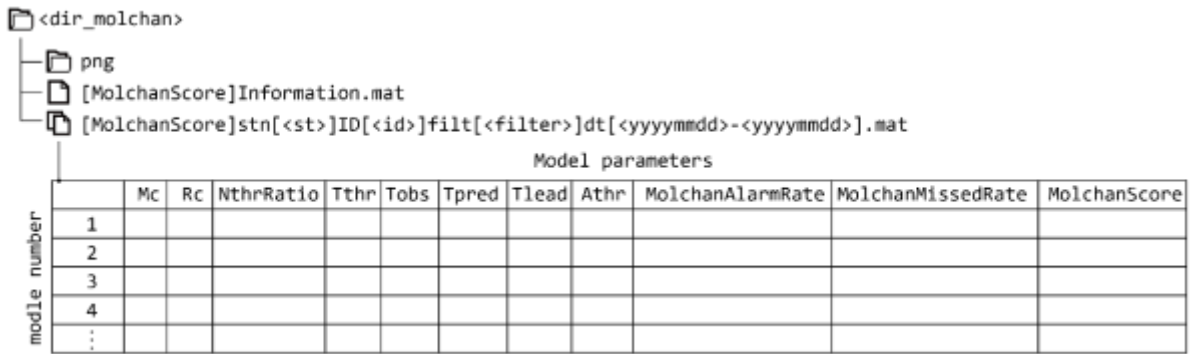 <dir_molchan>
png
[MolchanScore]Information.mat
[MolchanScore]stn[<st>]ID[<id>]filt[<filter>]dt[<yyyymmdd>-<yyyymmdd>].mat
Model parameters
Mc Rc NthrRatio Tthr Tobs Tpred Tlead Athr MolchanAlarmRate MolchanMissedRate MolchanScore
modle number
1
2
3
4
⋮